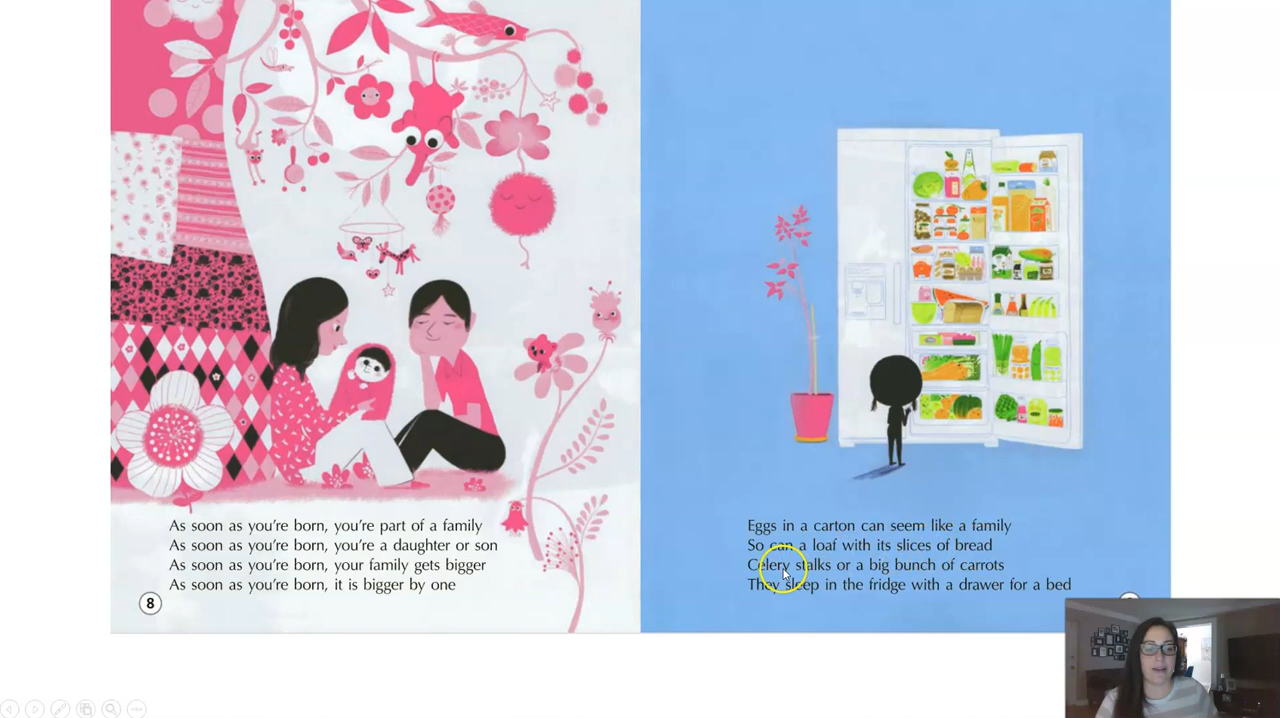 As soon as you're born, you're part of a family
As soon as you're born, you're a daughter or son
As soon as you're born, your family gets bigger
As soon as you're born, it is bigger by one
8
Eggs in a carton can seem like a family
So can a loaf with its slices of bread
Celery stalks or a big bunch of carrots
They sleep in the fridge with a drawer for a bed